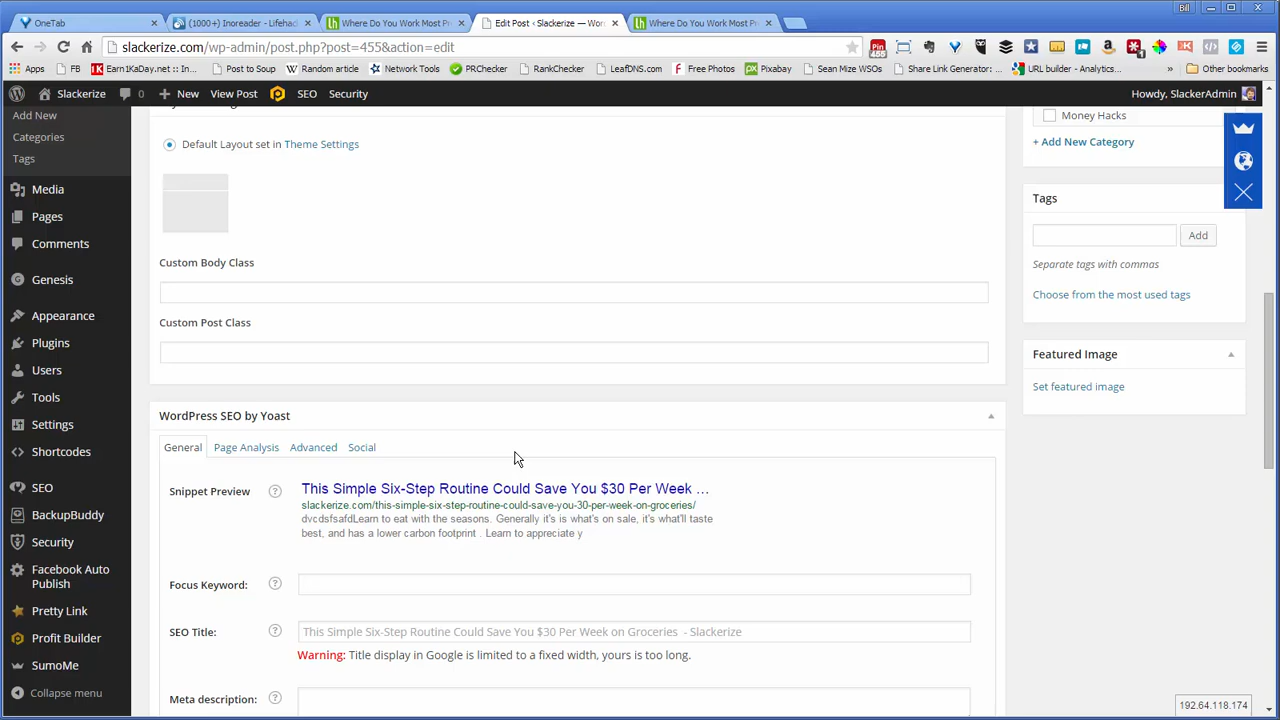 Bill
OneTab
(1000+) Inoreader - Lifehac
Where Do You Work Most Pr
Edit Post ‹ Slackerize — Wor
Where Do You Work Most Pr
slackerize.com/wp-admin/post.php?post=455&action=edit
Apps
FB
Earn1KaDay.net :: In...
Post to Soup
Random article
Network Tools
PRChecker
RankChecker
LeafDNS.com
Free Photos
Pixabay
Sean Mize WSOs
Share Link Generator: ...
URL builder - Analytics...
»
Other bookmarks
Slackerize
0
+ New
View Post
SEO
Security
Howdy, SlackerAdmin
Add New
Categories
Tags
Media
Pages
Comments
Genesis
Appearance
Plugins
Users
Tools
Settings
Shortcodes
SEO
BackupBuddy
Security
Facebook Auto
Publish
Pretty Link
Profit Builder
SumoMe
Collapse menu
Default Layout set in Theme Settings
Custom Body Class
Custom Post Class
WordPress SEO by Yoast
General
Page Analysis
Advanced
Social
Snippet Preview
This Simple Six-Step Routine Could Save You $30 Per Week ...
slackerize.com/this-simple-six-step-routine-could-save-you-30-per-week-on-groceries/
dvcdsfsafdLearn to eat with the seasons. Generally it's is what's on sale, it's what'll taste
best, and has a lower carbon footprint . Learn to appreciate y
Focus Keyword:
SEO Title:
This Simple Six-Step Routine Could Save You $30 Per Week on Groceries - Slackerize
Warning: Title display in Google is limited to a fixed width, yours is too long.
Meta description:
Money Hacks
+ Add New Category
Tags
Add
Separate tags with commas
Choose from the most used tags
Featured Image
Set featured image
192.64.118.174